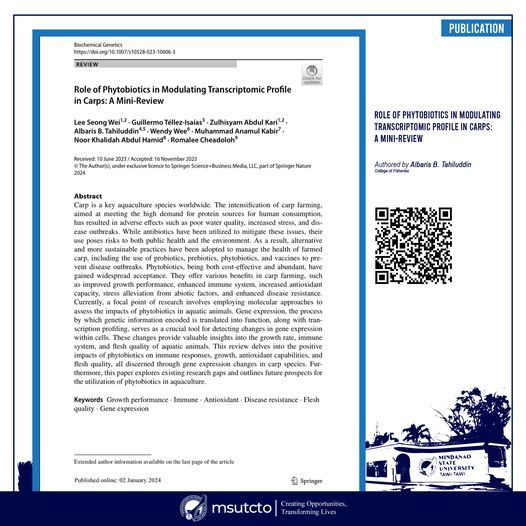 PUBLICATION
Biochemical Genetics
https://doi.org/10.1007/s10528-023-10606-3
REVIEW
Check for
updates
Role of Phytobiotics in Modulating Transcriptomic Profile
in Carps: A Mini-Review
Lee Seong Wei1,2 · Guillermo Téllez-Isaías3 · Zulhisyam Abdul Kari1,2 ·
Albaris B. Tahiluddin4,5 · Wendy Wee6 · Muhammad Anamul Kabir7 ·
Noor Khalidah Abdul Hamid8 · Romalee Cheadoloh9
Received: 10 June 2023 / Accepted: 16 November 2023
© The Author(s), under exclusive licence to Springer Science+Business Media, LLC, part of Springer Nature
2024
Abstract
Carp is a key aquaculture species worldwide. The intensification of carp farming,
aimed at meeting the high demand for protein sources for human consumption,
has resulted in adverse effects such as poor water quality, increased stress, and dis-
ease outbreaks. While antibiotics have been utilized to mitigate these issues, their
use poses risks to both public health and the environment. As a result, alternative
and more sustainable practices have been adopted to manage the health of farmed
carp, including the use of probiotics, prebiotics, phytobiotics, and vaccines to pre-
vent disease outbreaks. Phytobiotics, being both cost-effective and abundant, have
gained widespread acceptance. They offer various benefits in carp farming, such
as improved growth performance, enhanced immune system, increased antioxidant
capacity, stress alleviation from abiotic factors, and enhanced disease resistance.
Currently, a focal point of research involves employing molecular approaches to
assess the impacts of phytobiotics in aquatic animals. Gene expression, the process
by which genetic information encoded is translated into function, along with tran-
scription profiling, serves as a crucial tool for detecting changes in gene expression
within cells. These changes provide valuable insights into the growth rate, immune
system, and flesh quality of aquatic animals. This review delves into the positive
impacts of phytobiotics on immune responses, growth, antioxidant capabilities, and
flesh quality, all discerned through gene expression changes in carp species. Fur-
thermore, this paper explores existing research gaps and outlines future prospects for
the utilization of phytobiotics in aquaculture.
Keywords Growth performance · Immune · Antioxidant · Disease resistance · Flesh
quality · Gene expression
Extended author information available on the last page of the article
Published online: 02 January 2024
Springer
ROLE OF PHYTOBIOTICS IN MODULATING
TRANSCRIPTOMIC PROFILE IN CARPS:
A MINI-REVIEW
Authored by Albaris B. Tahiluddin
College of Fisheries
MINDANAO
STATE
UNIVERSITY
TAWI-TAWI
msutcto
Creating Opportunities,
Transforming Lives